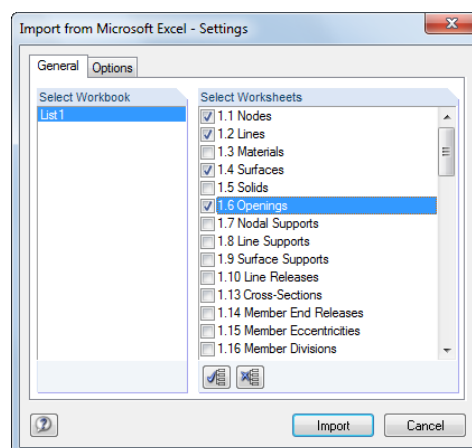 Import from Microsoft Excel - Settings
General
Options
Select Workbook
List1
Select Worksheets
1.1 Nodes
1.2 Lines
1.3 Materials
1.4 Surfaces
1.5 Solids
1.6 Openings
1.7 Nodal Supports
1.8 Line Supports
1.9 Surface Supports
1.10 Line Releases
1.13 Cross-Sections
1.14 Member End Releases
1.15 Member Eccentricities
1.16 Member Divisions
Import
Cancel